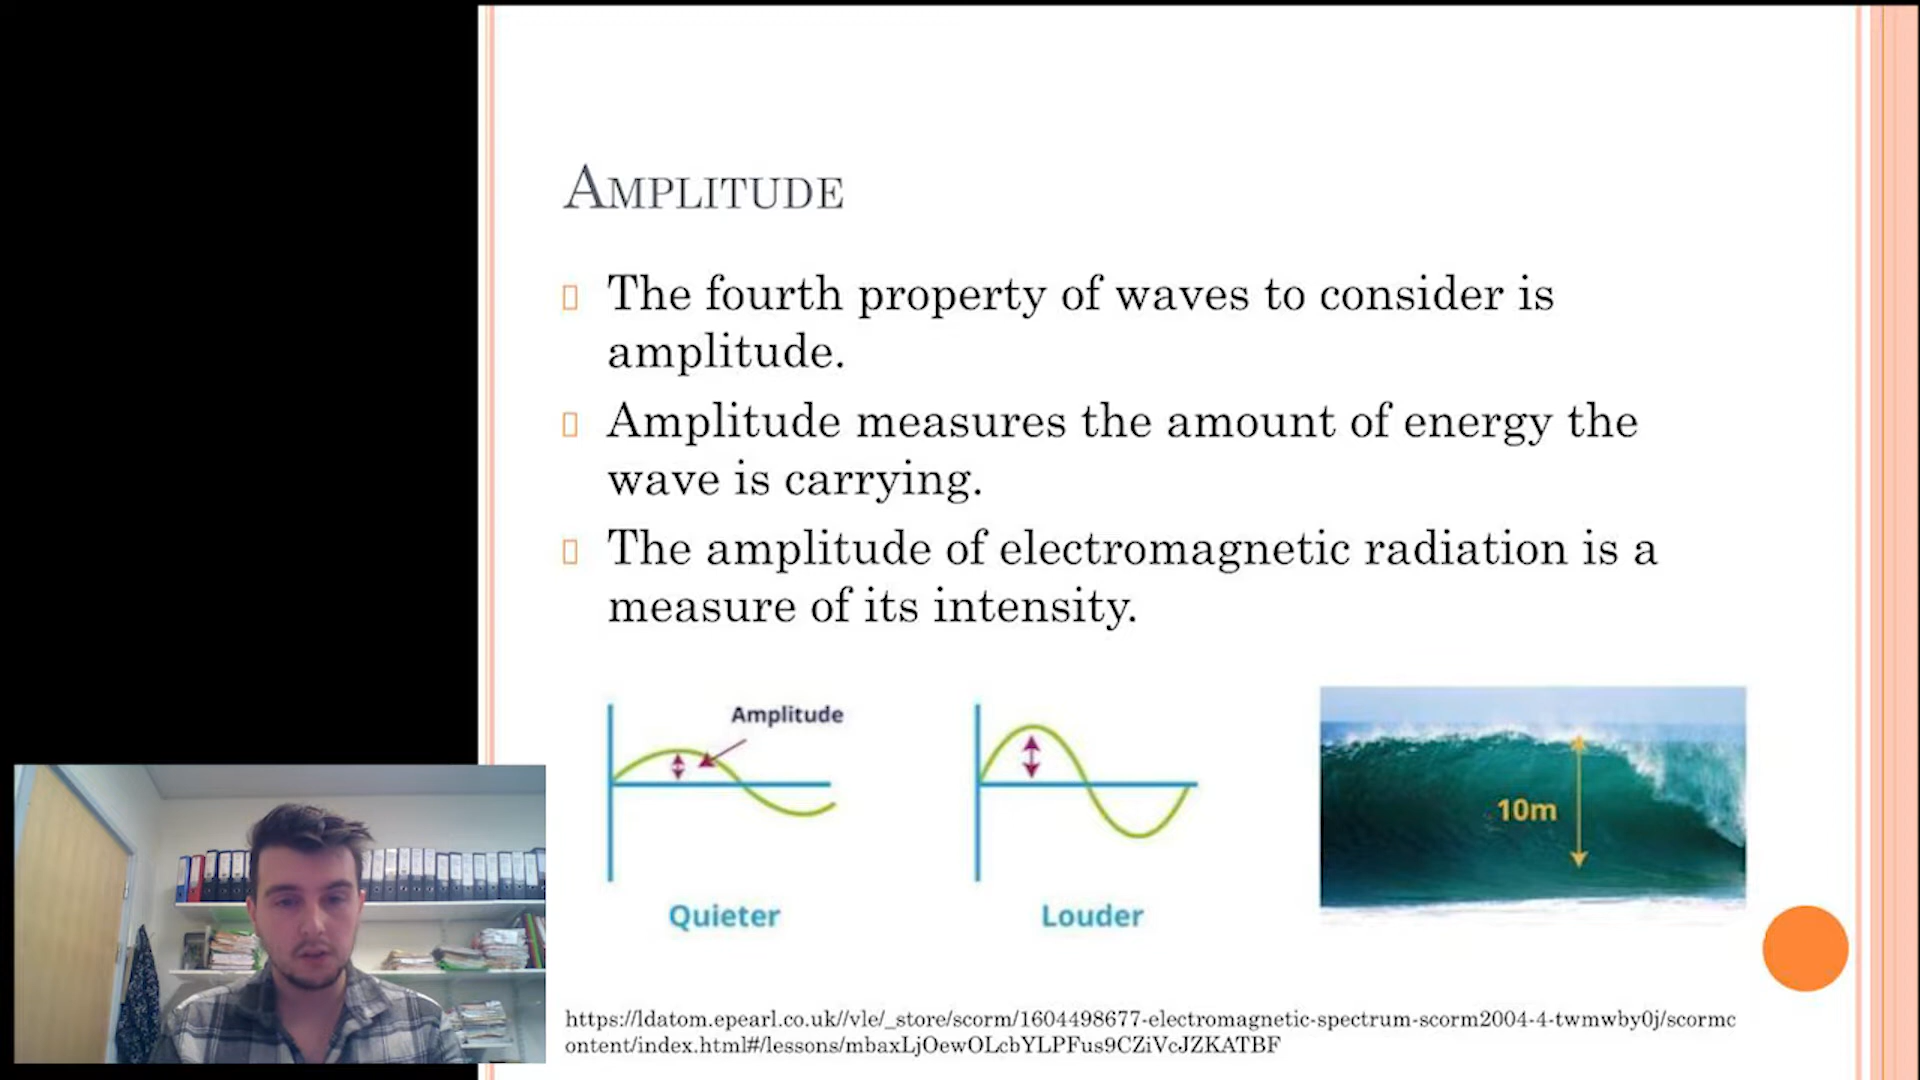 AMPLITUDE
The fourth property of waves to consider is
amplitude.
Amplitude measures the amount of energy the
wave is carrying.
The amplitude of electromagnetic radiation is a
measure of its intensity.
Amplitude
10m
Quieter
Louder
https://ldatom.epearl.co.uk//vle/_store/scorm/1604498677-electromagnetic-spectrum-scorm2004-4-twmwby0j/scormc
ontent/index.html#/lessons/mbaxLjOewOLcbYLPFus9CZiVcJZKATBF